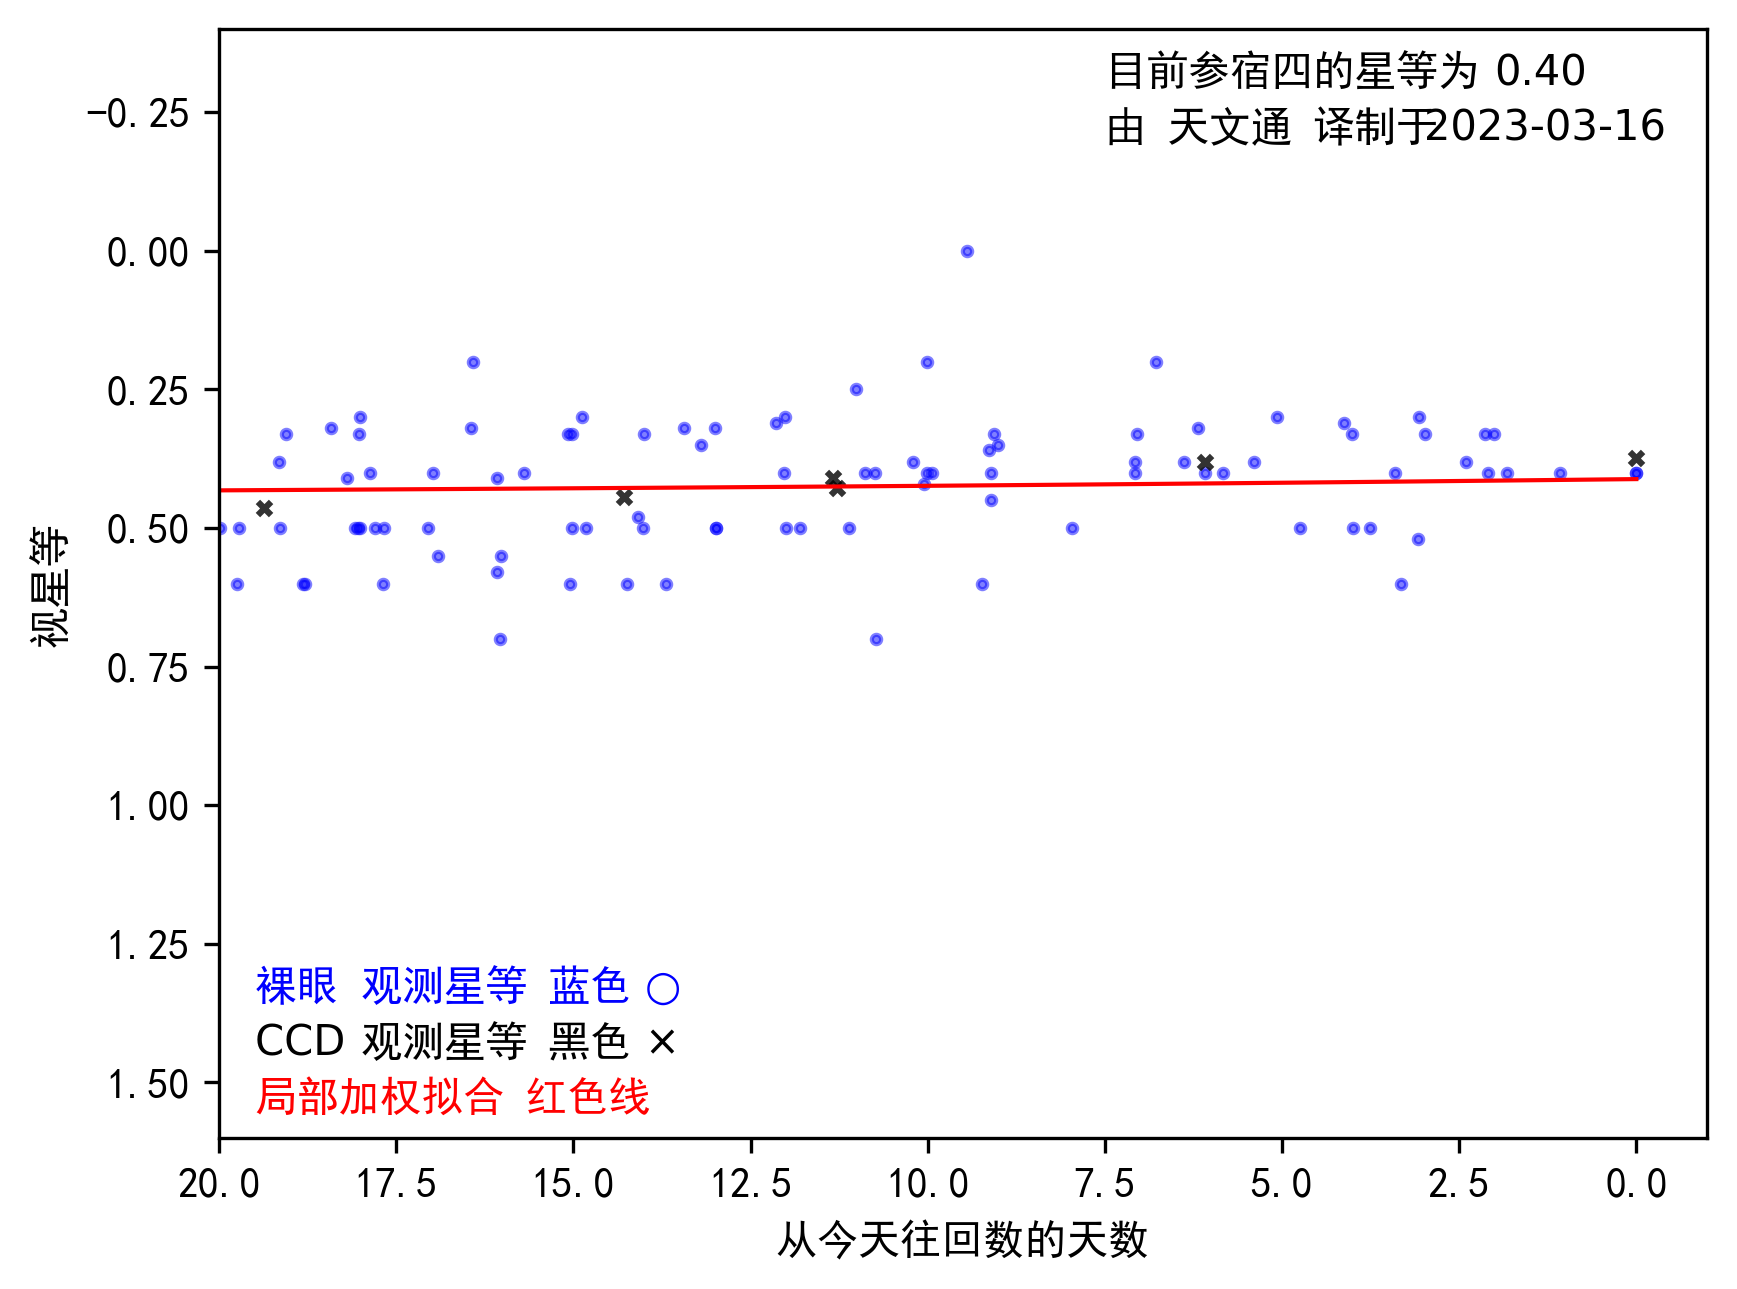 目前参宿四的星等为 0.40
由 天文通 译制于2023-03-16
−0.25
0.00
0.25
0.50
0.75
1.00
1.25
1.50
视星等
裸眼 观测星等 蓝色 ○
CCD 观测星等 黑色 ×
局部加权拟合 红色线
20.0 17.5 15.0 12.5 10.0 7.5 5.0 2.5 0.0
从今天往回数的天数